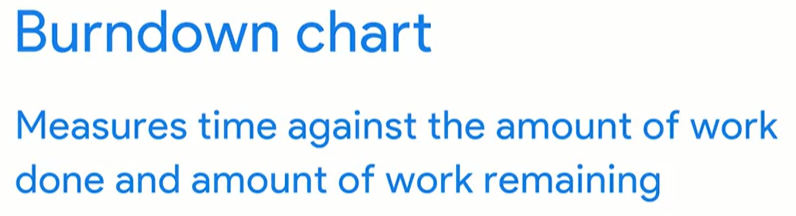 Burndown chart
Measures time against the amount of work
done and amount of work remaining